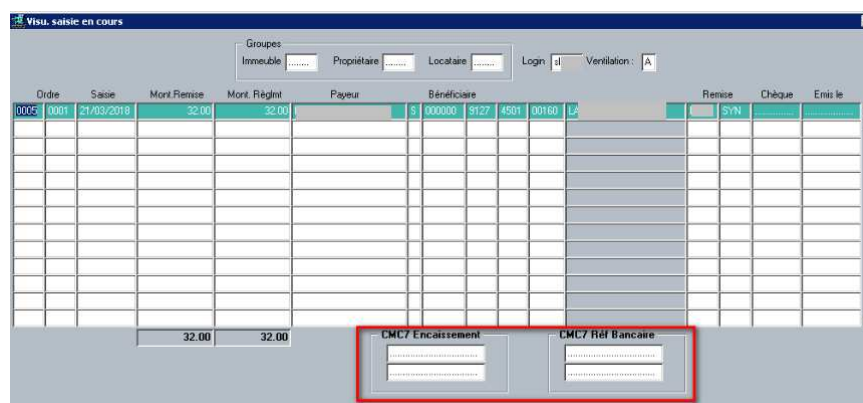 Visu. saisie en cours
Groupes
Immeuble ........ Propriétaire ........ Locataire ........ Login sl Ventilation : A
Ordre Saisie Mont.Remise Mont. Règlmt Payeur Bénéficiaire Remise Chèque Emis le
0005 0001 21/03/2018 32.00 32.00 S 000000 9127 4501 00160 LA SYN
32.00 32.00
CMC7 Encaissement CMC7 Réf Bancaire